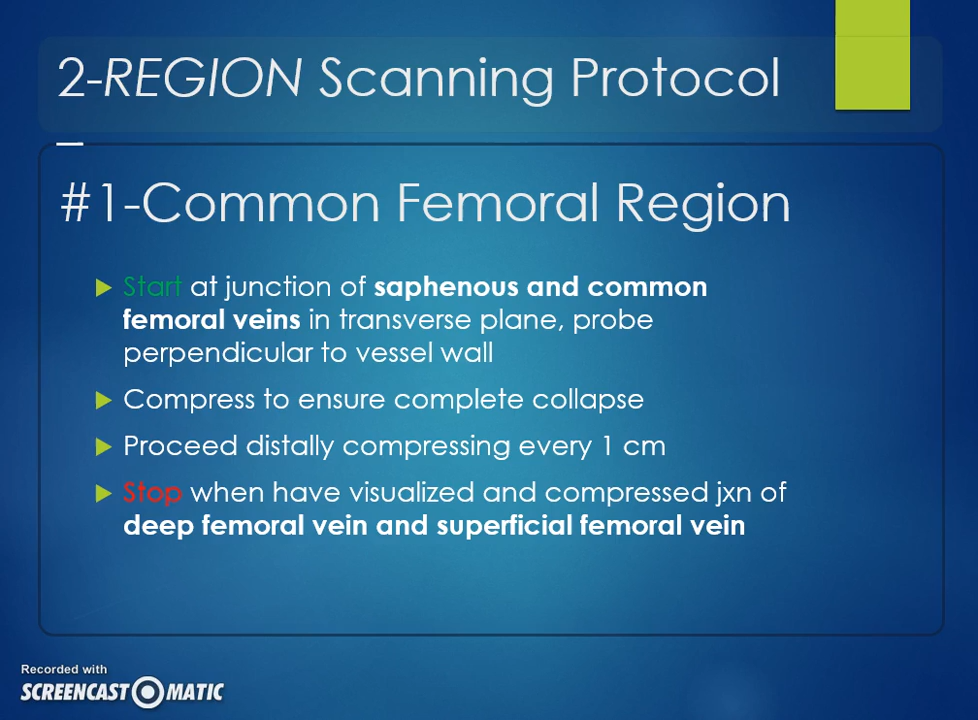 2-REGION Scanning Protocol
–
#1-Common Femoral Region
Start at junction of saphenous and common
femoral veins in transverse plane, probe
perpendicular to vessel wall
Compress to ensure complete collapse
Proceed distally compressing every 1 cm
Stop when have visualized and compressed jxn of
deep femoral vein and superficial femoral vein
Recorded with
SCREENCAST-O-MATIC